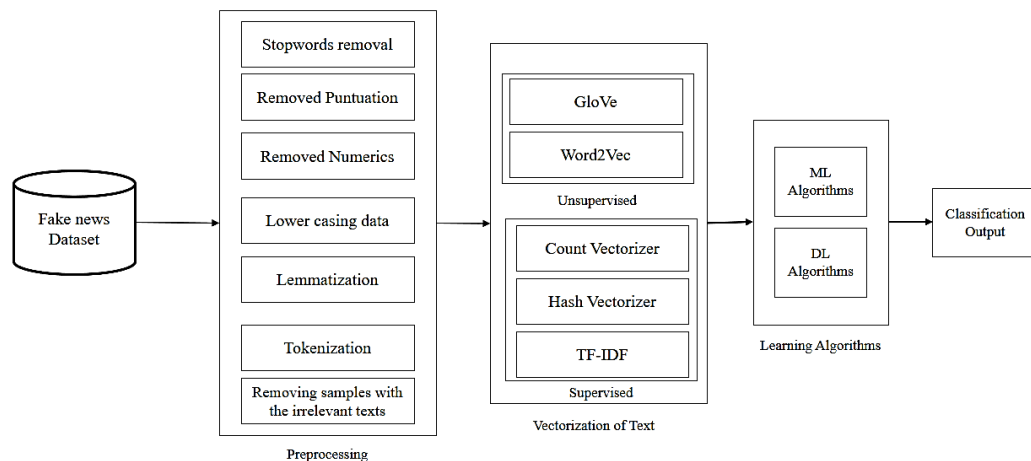 Fake news
Dataset
Stopwords removal
Removed Puntuation
Removed Numerics
Lower casing data
Lemmatization
Tokenization
Removing samples with
the irrelevant texts
Preprocessing
GloVe
Word2Vec
Unsupervised
Count Vectorizer
Hash Vectorizer
TF-IDF
Supervised
Vectorization of Text
ML
Algorithms
DL
Algorithms
Learning Algorithms
Classification
Output